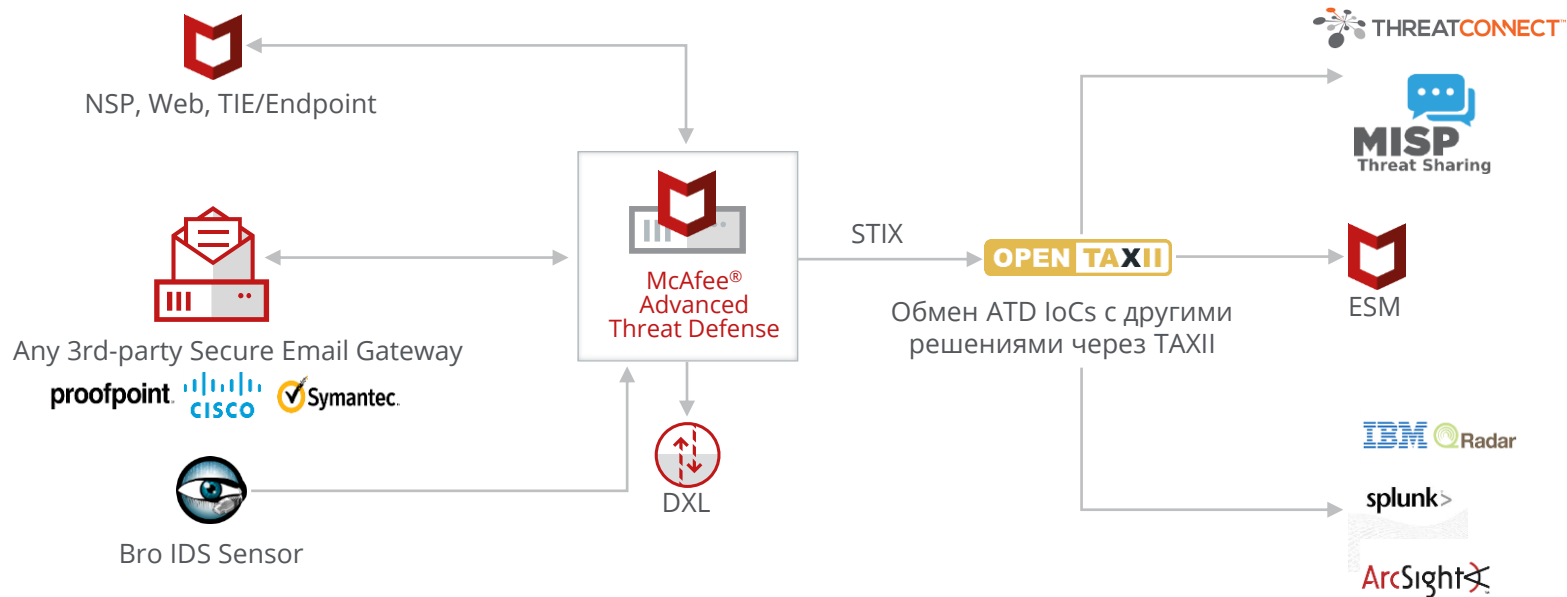 THREATCONNECT™
NSP, Web, TIE/Endpoint
MISP
Threat Sharing
STIX
OPEN TAXII
McAfee®
Advanced
Threat Defense
Обмен ATD IoCs с другими
решениями через TAXII
ESM
Any 3rd-party Secure Email Gateway
proofpoint.
CISCO
Symantec.
DXL
Bro IDS Sensor
IBM QRadar
splunk>
ArcSight